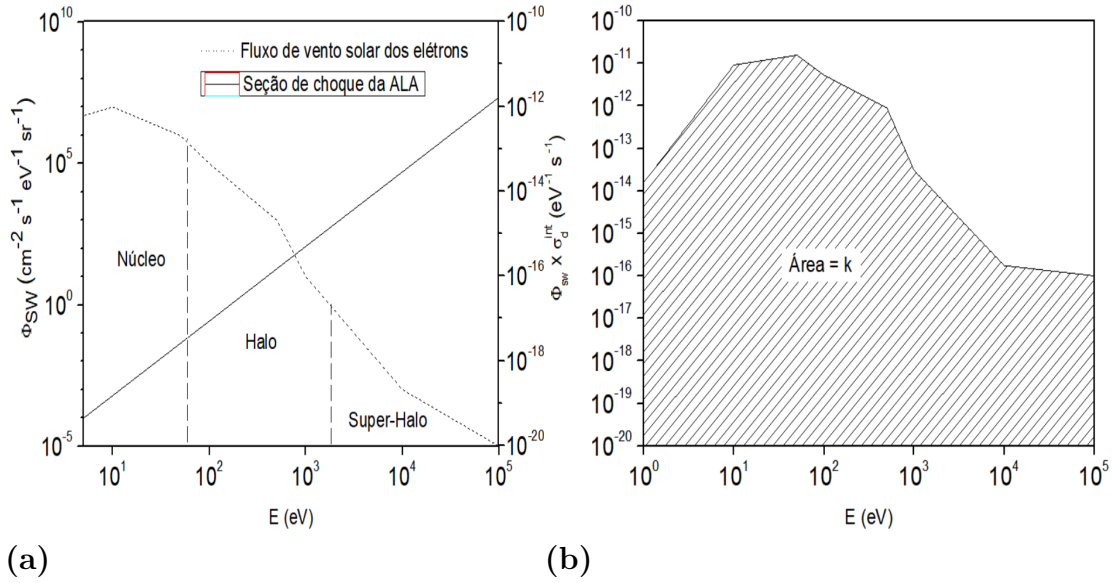 10^10
10^5
10^0
10^-5
Φ_SW (cm^-2 s^-1 eV^-1 sr^-1)
Fluxo de vento solar dos elétrons
Seção de choque da ALA
Núcleo
Halo
Super-Halo
10^1
10^2
10^3
10^4
10^5
E (eV)
10^-10
10^-12
10^-14
10^-16
10^-18
10^-20
Φ_sw x σ_d^int (eV^-1 s^-1)
10^-10
10^-11
10^-12
10^-13
10^-14
10^-15
10^-16
10^-17
10^-18
10^-19
10^-20
Área = k
10^0
10^1
10^2
10^3
10^4
10^5
E (eV)
(a)
(b)